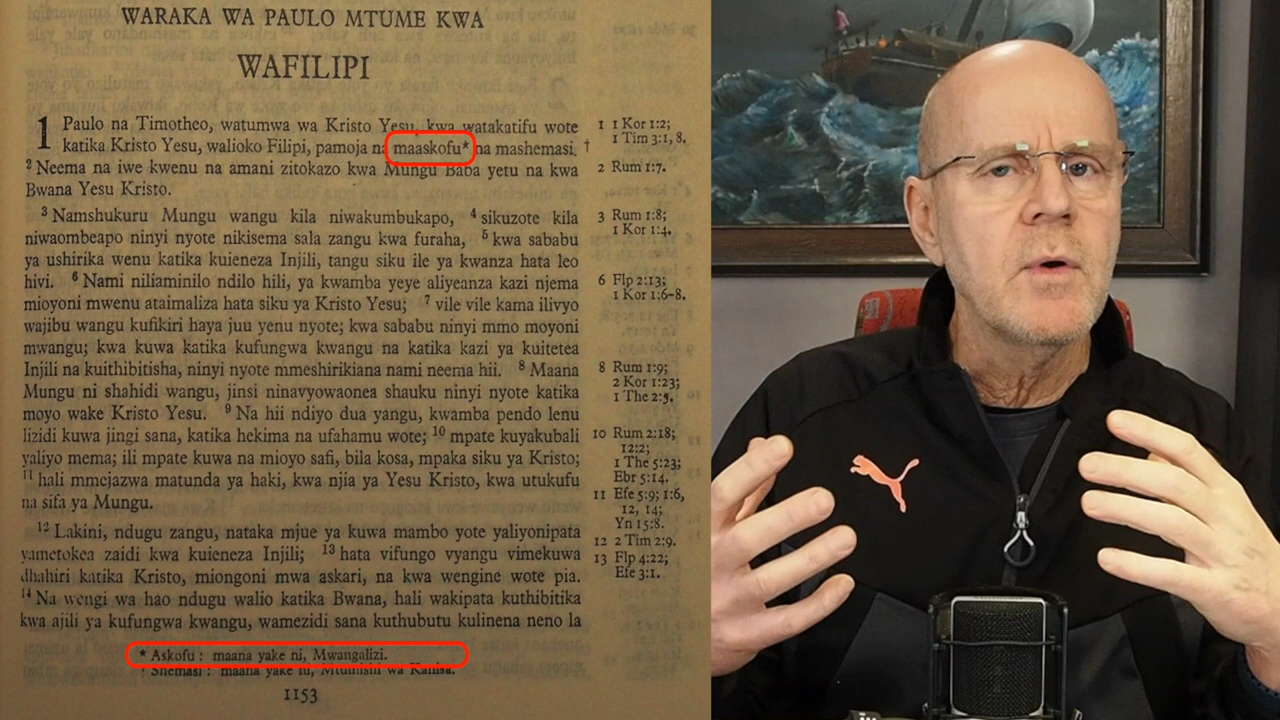 WARAKA WA PAULO MTUME KWA
WAFILIPI
1 Paulo na Timotheo, watumwa wa Kristo Yesu, kwa watakatifu wote
katika Kristo Yesu, walioko Filipi, pamoja na maaskofu* na mashemasi. †
2 Neema na iwe kwenu na amani zitokazo kwa Mungu Baba yetu na kwa
Bwana Yesu Kristo.
3 Namshukuru Mungu wangu kila niwakumbukapo, 4 sikuzote kila
niwaombeapo ninyi nyote nikisema sala zangu kwa furaha, 5 kwa sababu
ya ushirika wenu katika kuieneza Injili, tangu siku ile ya kwanza hata leo
hivi. 6 Nami niliaminilo ndilo hili, ya kwamba yeye aliyeanza kazi njema
mioyoni mwenu ataimaliza hata siku ya Kristo Yesu; 7 vile vile kama ilivyo
wajibu wangu kufikiri haya juu yenu nyote; kwa sababu ninyi mmo moyoni
mwangu; kwa kuwa katika kufungwa kwangu na katika kazi ya kuitetea
Injili na kuithibitisha, ninyi nyote mmeshirikiana nami neema hii. 8 Maana
Mungu ni shahidi wangu, jinsi ninavyowaonea shauku ninyi nyote katika
moyo wake Kristo Yesu. 9 Na hii ndiyo dua yangu, kwamba pendo lenu
lizidi kuwa jingi sana, katika hekima na ufahamu wote; 10 mpate kuyakubali
yaliyo mema; ili mpate kuwa na mioyo safi, bila kosa, mpaka siku ya Kristo;
11 hali mmejazwa matunda ya haki, kwa njia ya Yesu Kristo, kwa utukufu
na sifa ya Mungu.
12 Lakini, ndugu zangu, nataka mjue ya kuwa mambo yote yaliyonipata
yametokea zaidi kwa kuieneza Injili; 13 hata vifungo vyangu vimekuwa
dhahiri katika Kristo, miongoni mwa askari, na kwa wengine wote pia.
14 Na wengi wa hao ndugu walio katika Bwana, hali wakipata kuthibitika
kwa ajili ya kufungwa kwangu, wamezidi sana kuthubutu kulinena neno la
* Askofu : maana yake ni, Mwangalizi.
Shemasi : maana yake ni, Mtumishi wa Kanisa.
1153
1 1 Kor 1:2;
1 Tim 3:1, 8.
2 Rum 1:7.
3 Rum 1:8;
1 Kor 1:4.
6 Flp 2:13;
1 Kor 1:6-8.
8 Rum 1:9;
2 Kor 1:23;
1 The 2:5.
10 Rum 2:18;
12:2;
1 The 5:23;
Ebr 5:14.
11 Efe 5:9; 1:6,
12, 14;
Yn 15:8.
12 2 Tim 2:9.
13 Flp 4:22;
Efe 3:1.